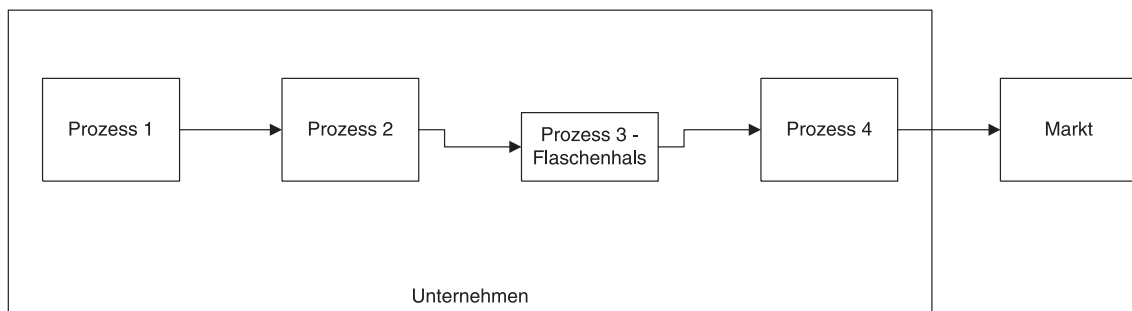 Prozess 1
Prozess 2
Prozess 3 -
Flaschenhals
Prozess 4
Markt
Unternehmen